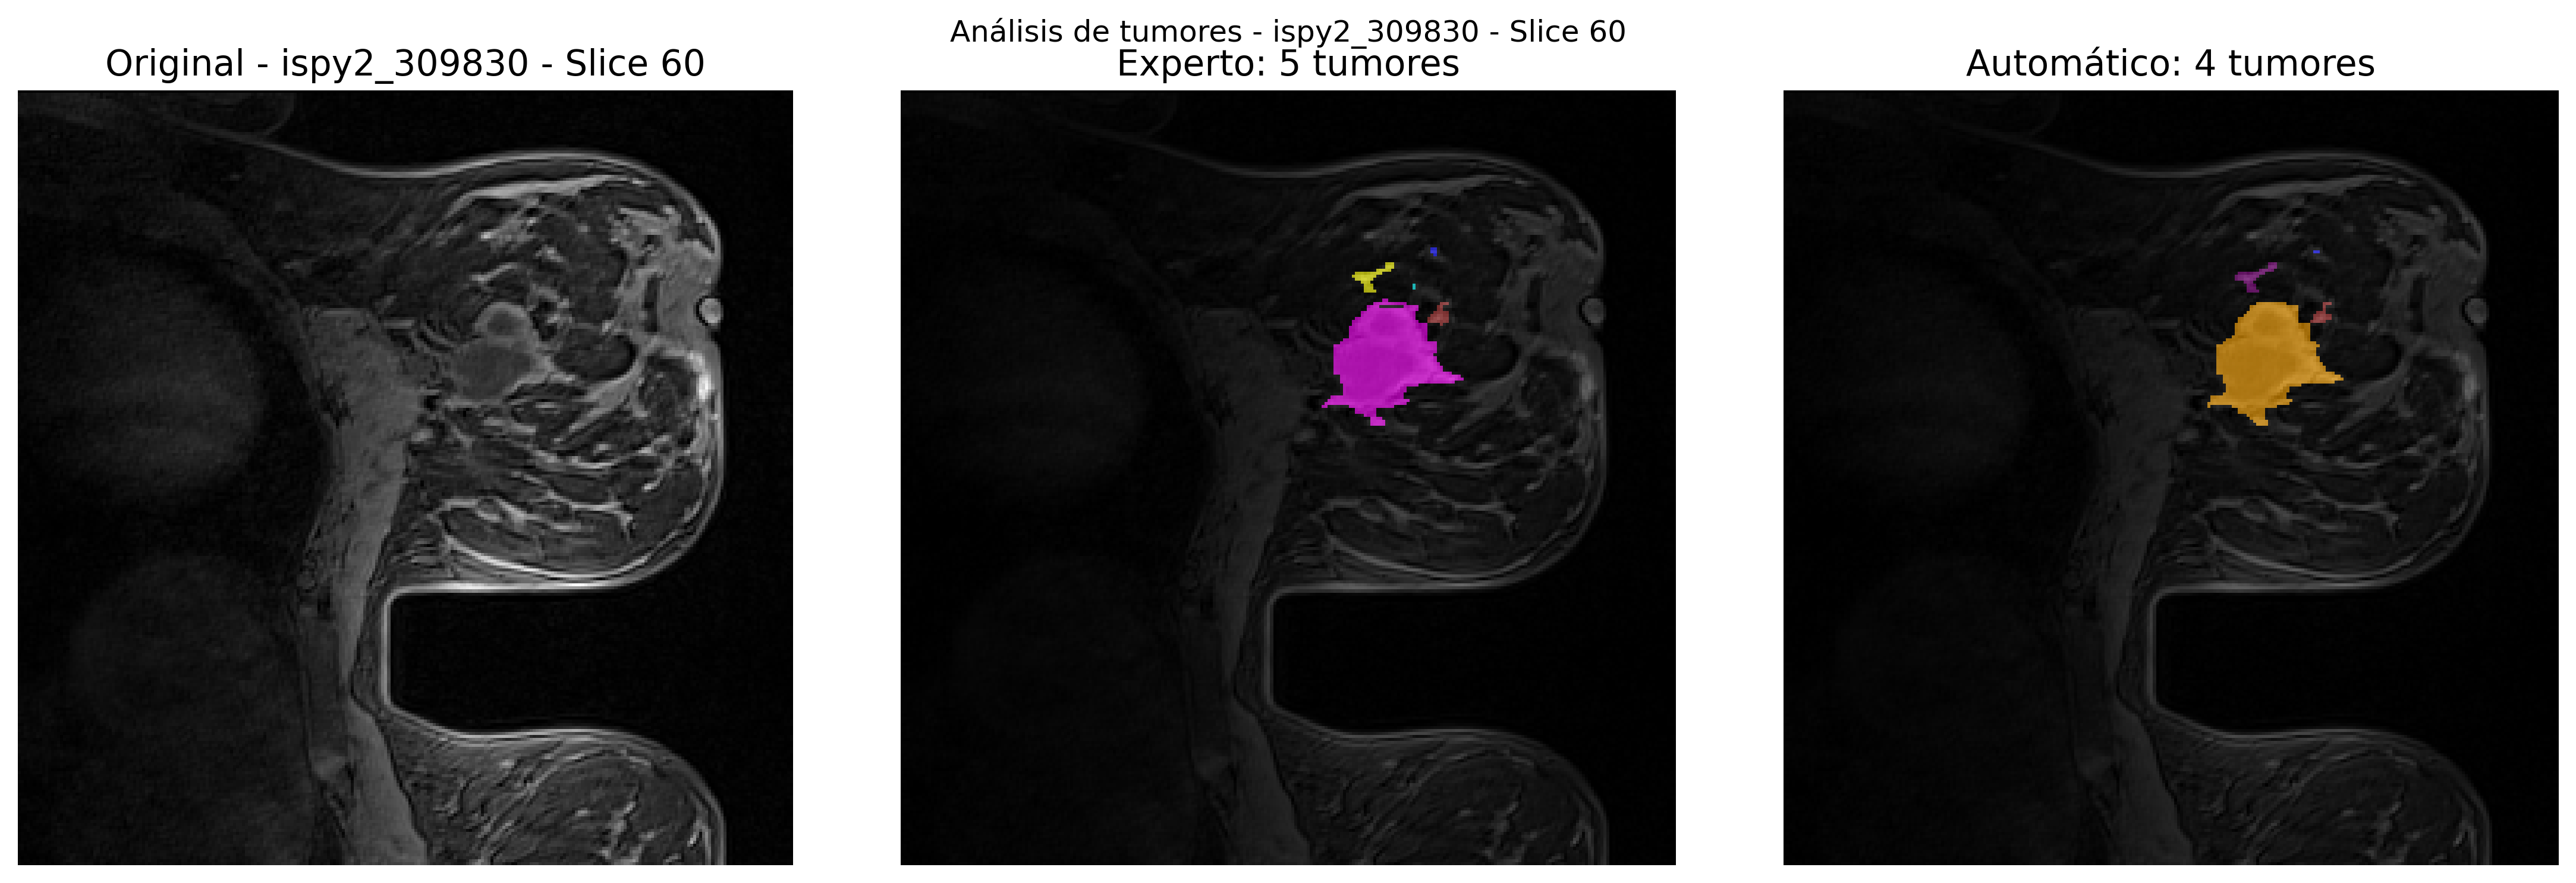 Análisis de tumores - ispy2_309830 - Slice 60
Original - ispy2_309830 - Slice 60
Experto: 5 tumores
Automático: 4 tumores